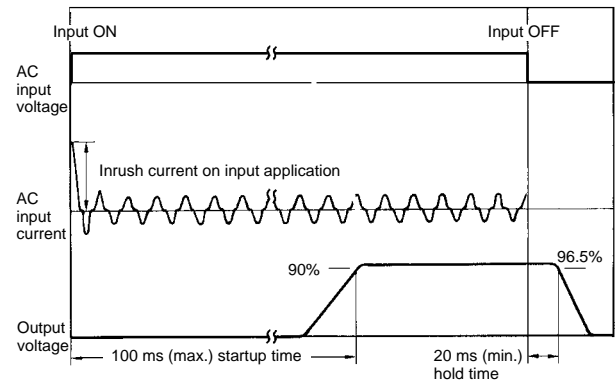 Input ON
Input OFF
AC
input
voltage
Inrush current on input application
AC
input
current
90%
96.5%
Output
voltage
100 ms (max.) startup time
20 ms (min.)
hold time